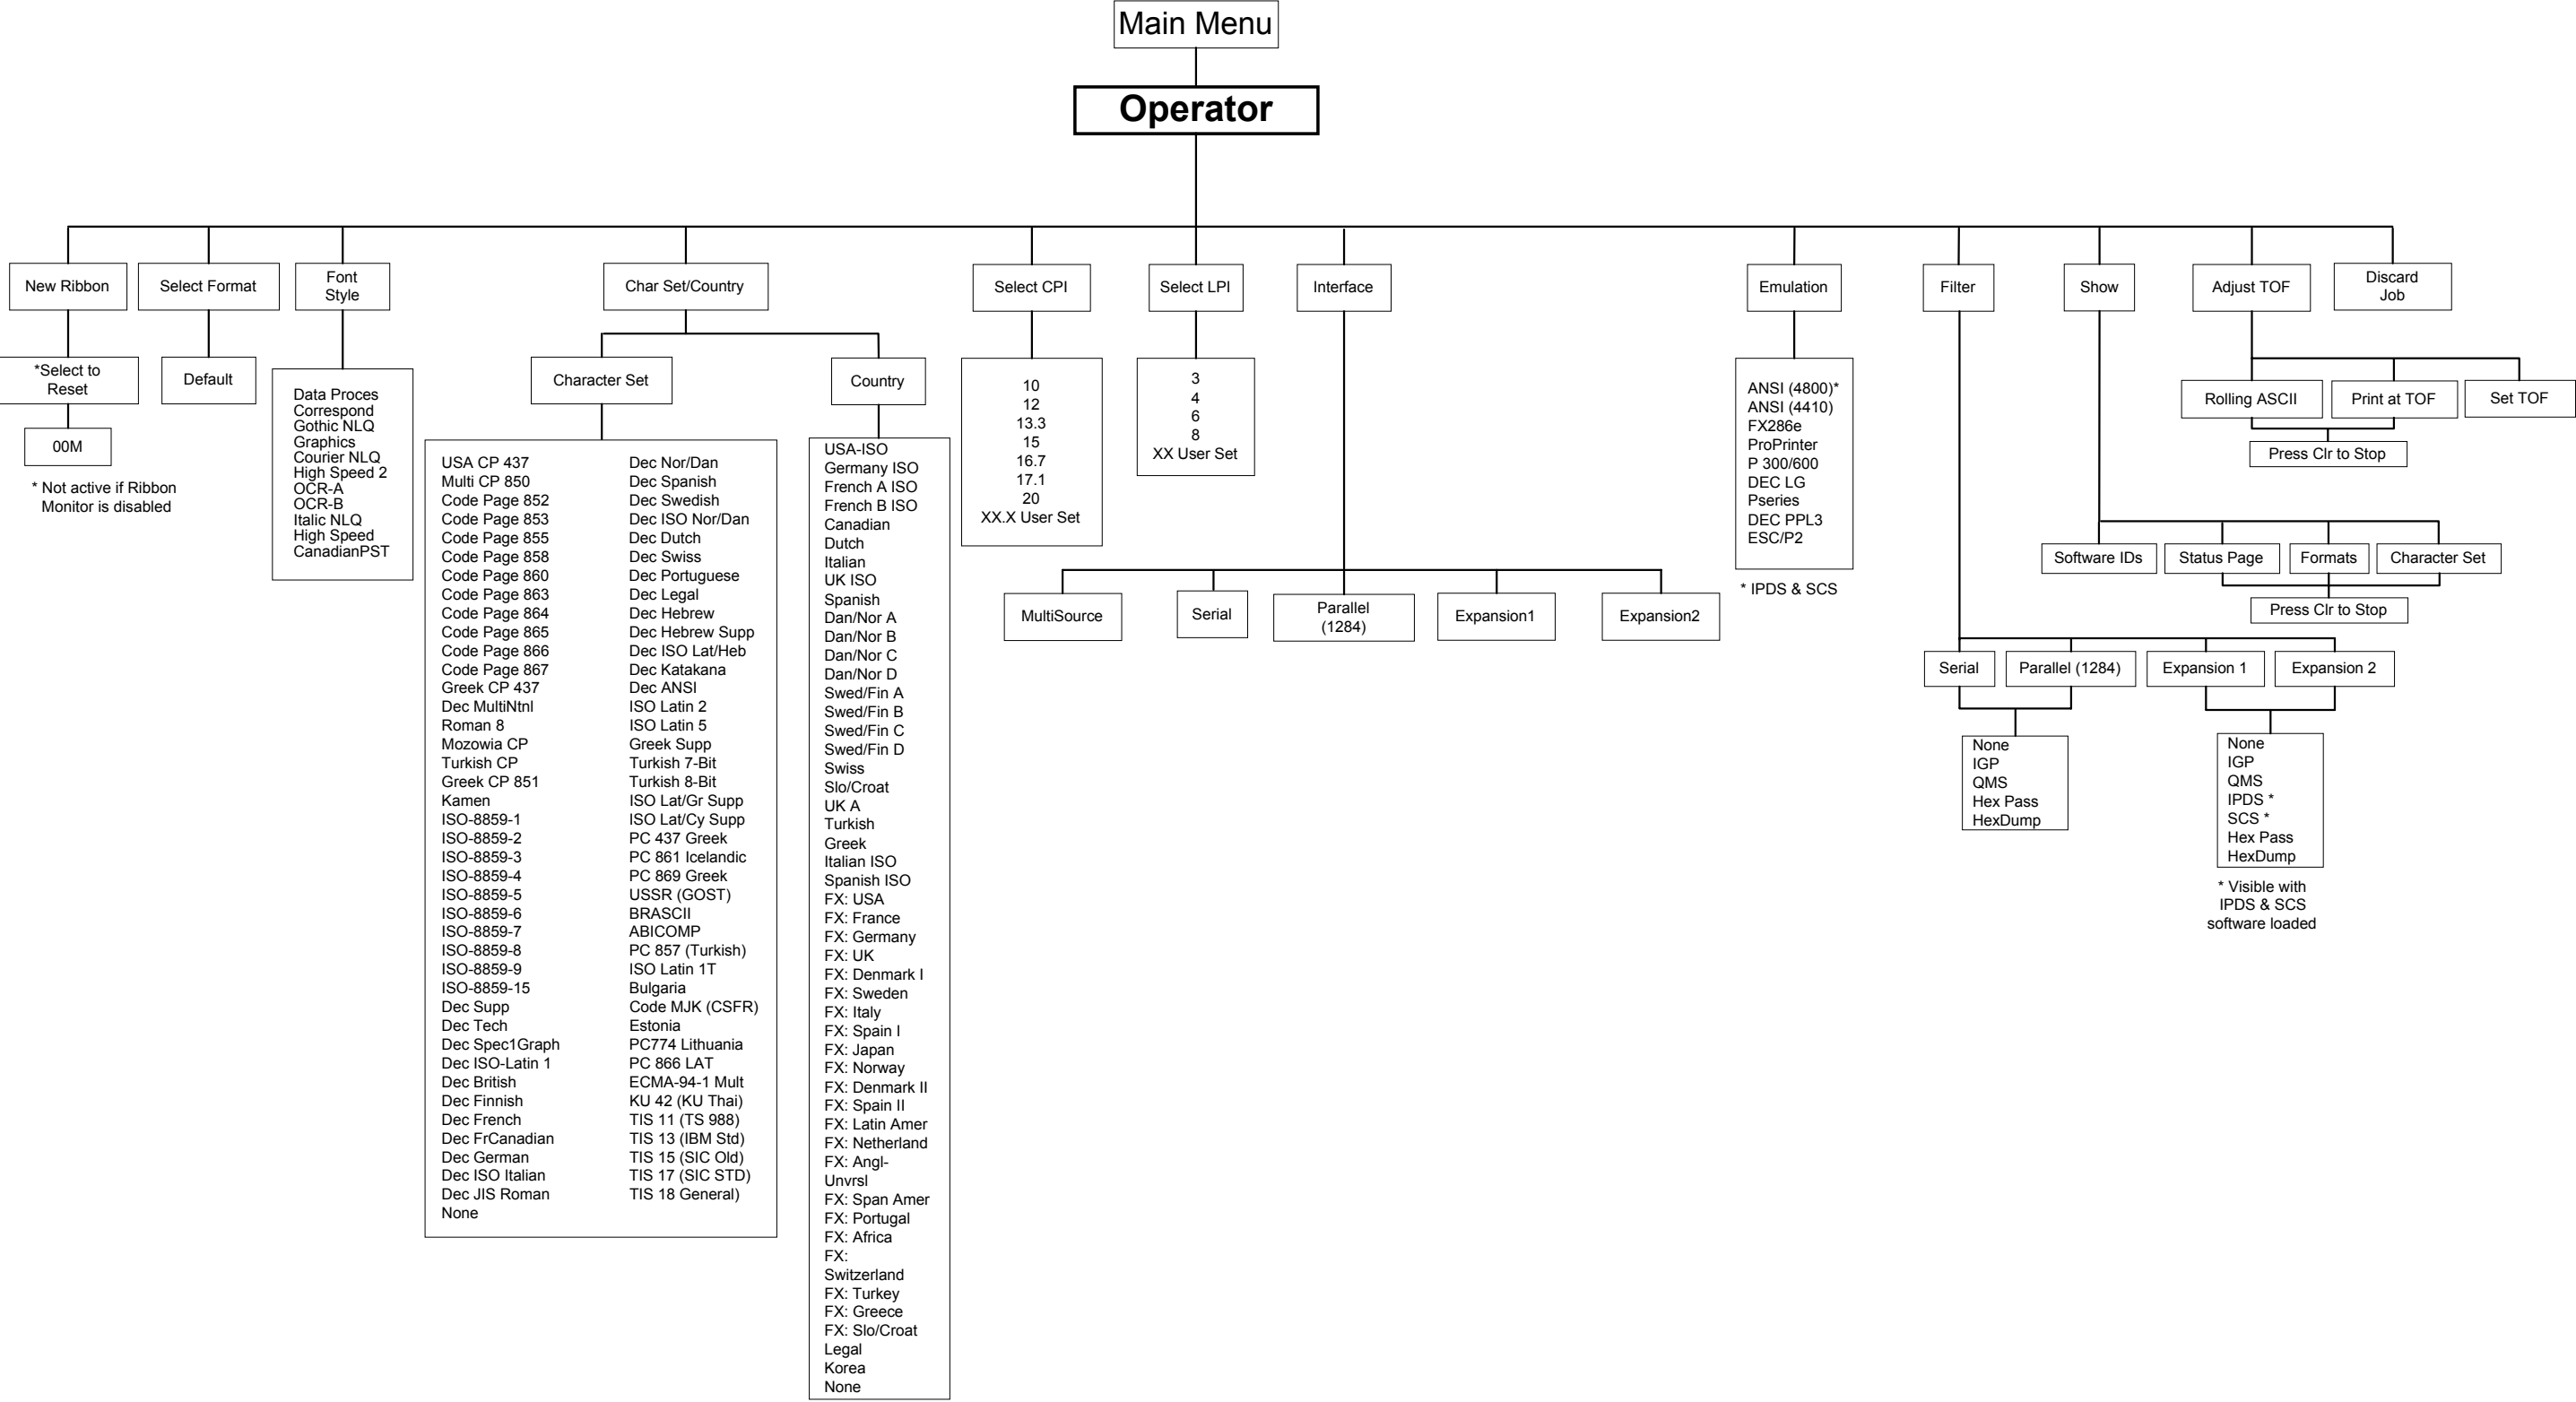 Main Menu
Operator
New Ribbon
Select Format
Font
Style
Char Set/Country
Select CPI
Select LPI
Interface
Emulation
Filter
Show
Adjust TOF
Discard
Job
*Select to
Reset
00M
* Not active if Ribbon
Monitor is disabled
Default
Data Proces
Correspond
Gothic NLQ
Graphics
Courier NLQ
High Speed 2
OCR-A
OCR-B
Italic NLQ
High Speed
CanadianPST
Character Set
USA CP 437
Multi CP 850
Code Page 852
Code Page 853
Code Page 855
Code Page 858
Code Page 860
Code Page 863
Code Page 864
Code Page 865
Code Page 866
Code Page 867
Greek CP 437
Dec MultiNtnl
Roman 8
Mozowia CP
Turkish CP
Greek CP 851
Kamen
ISO-8859-1
ISO-8859-2
ISO-8859-3
ISO-8859-4
ISO-8859-5
ISO-8859-6
ISO-8859-7
ISO-8859-8
ISO-8859-9
ISO-8859-15
Dec Supp
Dec Tech
Dec Spec1Graph
Dec ISO-Latin 1
Dec British
Dec Finnish
Dec French
Dec FrCanadian
Dec German
Dec ISO Italian
Dec JIS Roman
None
Dec Nor/Dan
Dec Spanish
Dec Swedish
Dec ISO Nor/Dan
Dec Dutch
Dec Swiss
Dec Portuguese
Dec Legal
Dec Hebrew
Dec Hebrew Supp
Dec ISO Lat/Heb
Dec Katakana
Dec ANSI
ISO Latin 2
ISO Latin 5
Greek Supp
Turkish 7-Bit
Turkish 8-Bit
ISO Lat/Gr Supp
ISO Lat/Cy Supp
PC 437 Greek
PC 861 Icelandic
PC 869 Greek
USSR (GOST)
BRASCII
ABICOMP
PC 857 (Turkish)
ISO Latin 1T
Bulgaria
Code MJK (CSFR)
Estonia
PC774 Lithuania
PC 866 LAT
ECMA-94-1 Mult
KU 42 (KU Thai)
TIS 11 (TS 988)
TIS 13 (IBM Std)
TIS 15 (SIC Old)
TIS 17 (SIC STD)
TIS 18 General)
Country
USA-ISO
Germany ISO
French A ISO
French B ISO
Canadian
Dutch
Italian
UK ISO
Spanish
Dan/Nor A
Dan/Nor B
Dan/Nor C
Dan/Nor D
Swed/Fin A
Swed/Fin B
Swed/Fin C
Swed/Fin D
Swiss
Slo/Croat
UK A
Turkish
Greek
Italian ISO
Spanish ISO
FX: USA
FX: France
FX: Germany
FX: UK
FX: Denmark I
FX: Sweden
FX: Italy
FX: Spain I
FX: Japan
FX: Norway
FX: Denmark II
FX: Spain II
FX: Latin Amer
FX: Netherland
FX: Angl-
Unvrsl
FX: Span Amer
FX: Portugal
FX: Africa
FX:
Switzerland
FX: Turkey
FX: Greece
FX: Slo/Croat
Legal
Korea
None
10
12
13.3
15
16.7
17.1
20
XX.X User Set
3
4
6
8
XX User Set
MultiSource
Serial
Parallel
(1284)
Expansion1
Expansion2
ANSI (4800)*
ANSI (4410)
FX286e
ProPrinter
P 300/600
DEC LG
Pseries
DEC PPL3
ESC/P2
* IPDS & SCS
Rolling ASCII
Print at TOF
Set TOF
Press Clr to Stop
Software IDs
Status Page
Formats
Character Set
Press Clr to Stop
Serial
Parallel (1284)
Expansion 1
Expansion 2
None
IGP
QMS
Hex Pass
HexDump
None
IGP
QMS
IPDS *
SCS *
Hex Pass
HexDump
* Visible with
IPDS & SCS
software loaded